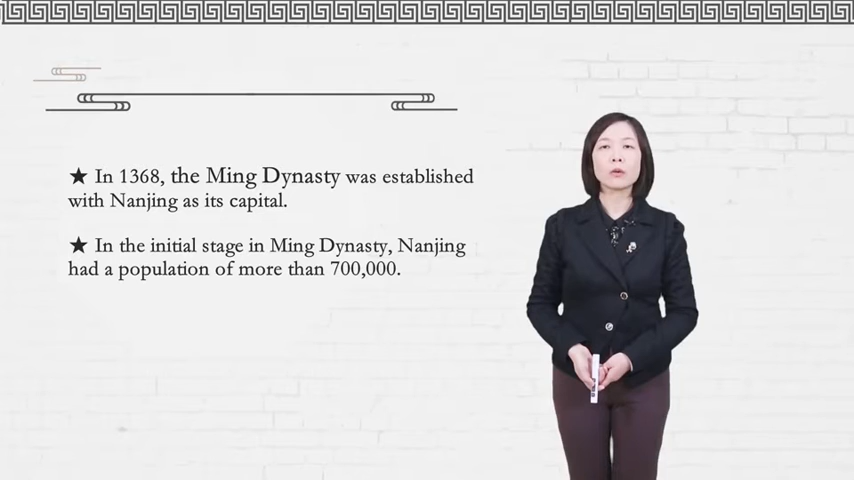 ★ In 1368, the Ming Dynasty was established
with Nanjing as its capital.
★ In the initial stage in Ming Dynasty, Nanjing
had a population of more than 700,000.